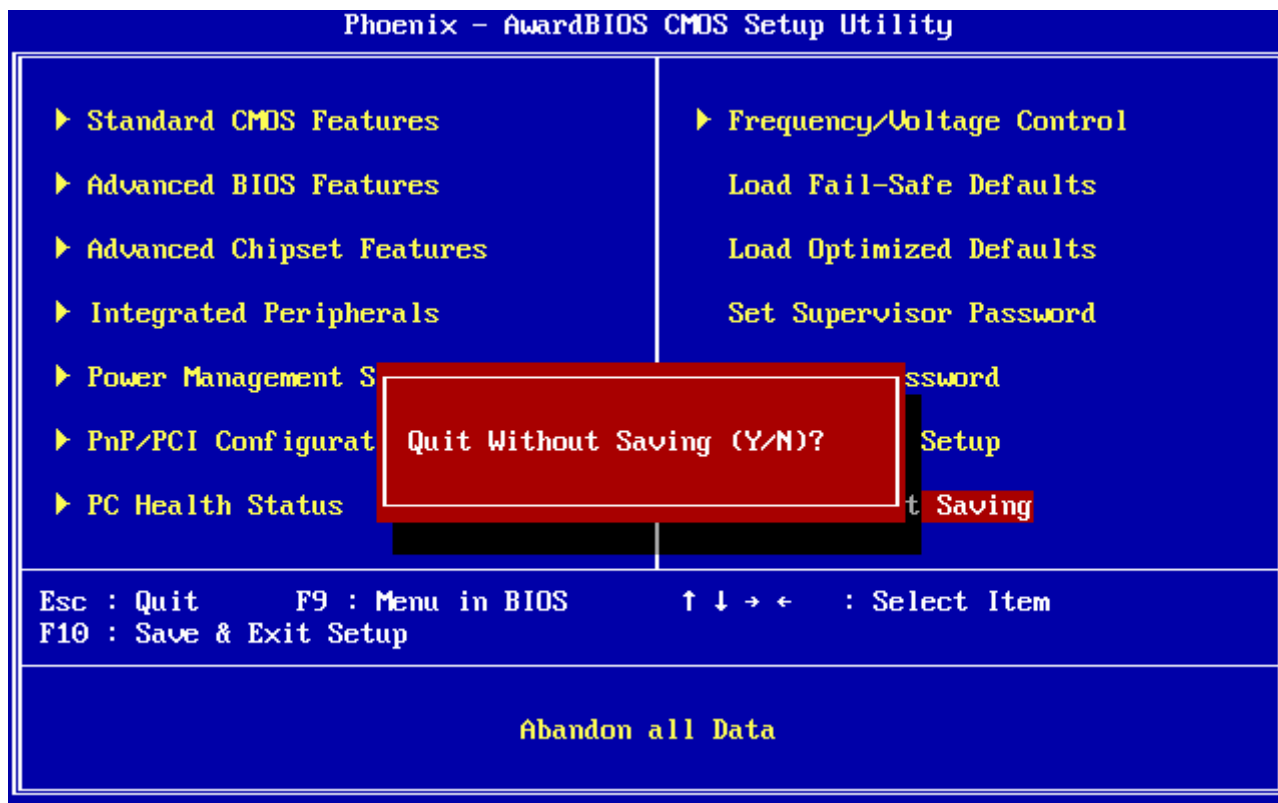 Phoenix - AwardBIOS CMOS Setup Utility
Standard CMOS Features
Advanced BIOS Features
Advanced Chipset Features
Integrated Peripherals
Power Management S
PnP/PCI Configurat
PC Health Status
Frequency/Voltage Control
Load Fail-Safe Defaults
Load Optimized Defaults
Set Supervisor Password
ssword
Setup
t Saving
Quit Without Saving (Y/N)?
Esc : Quit F9 : Menu in BIOS ↑ ↓ → ← : Select Item
F10 : Save & Exit Setup
Abandon all Data